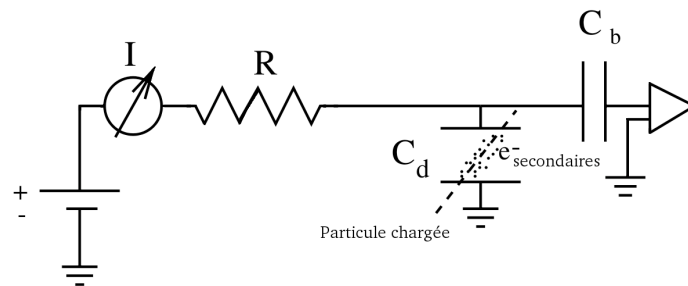 C b
I
R
C d
e- secondaires
+
-
Particule chargée